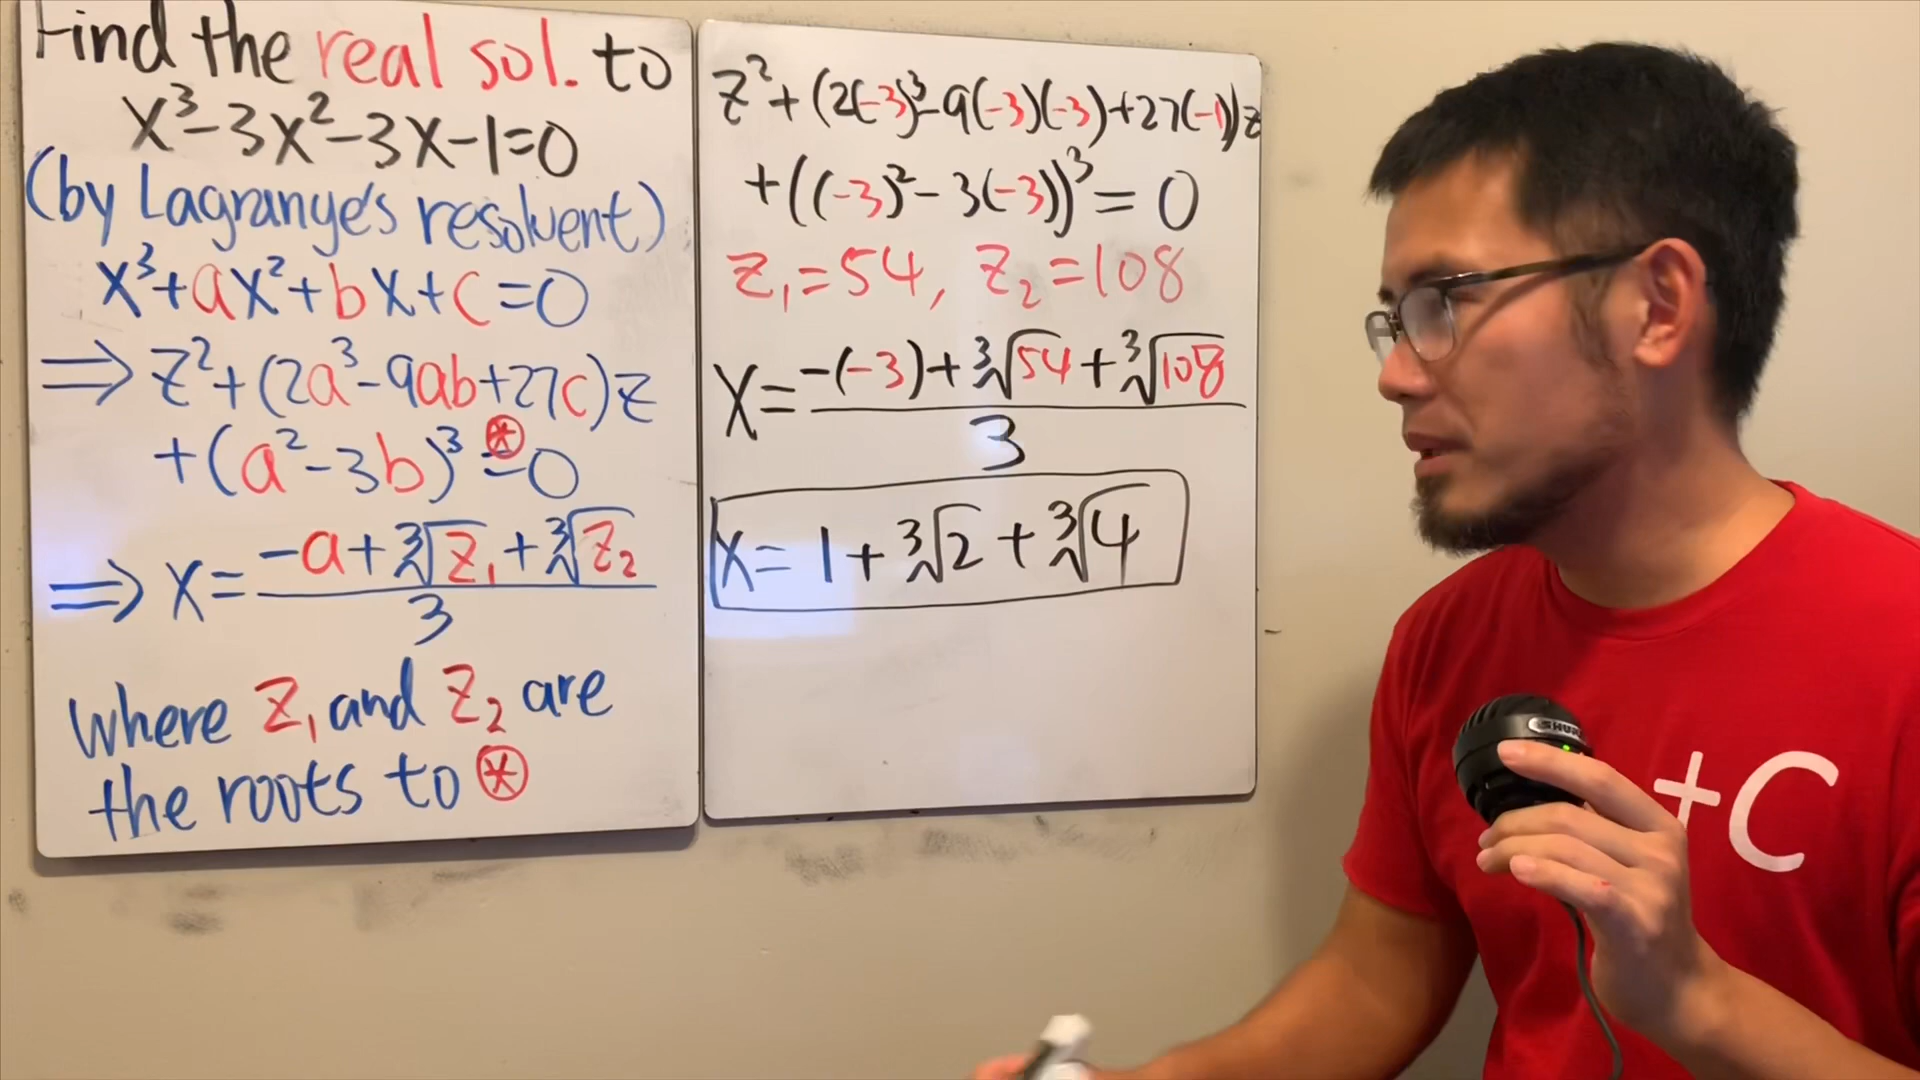 Find the real sol. to
x³-3x²-3x-1=0
(by Lagrange's resolvent)
x³+ax²+bx+c=0
⇒ z²+(2a³-9ab+27c)z
+(a²-3b)³ ⊛= 0
⇒ x = (-a+∛z₁+∛z₂)/3
where z₁ and z₂ are
the roots to ⊛
z²+(2(-3)³-9(-3)(-3)+27(-1))z
+((-3)²-3(-3))³=0
z₁=54, z₂=108
x = (-(-3)+∛54+∛108)/3
x = 1+∛2+∛4
SHURE
+C